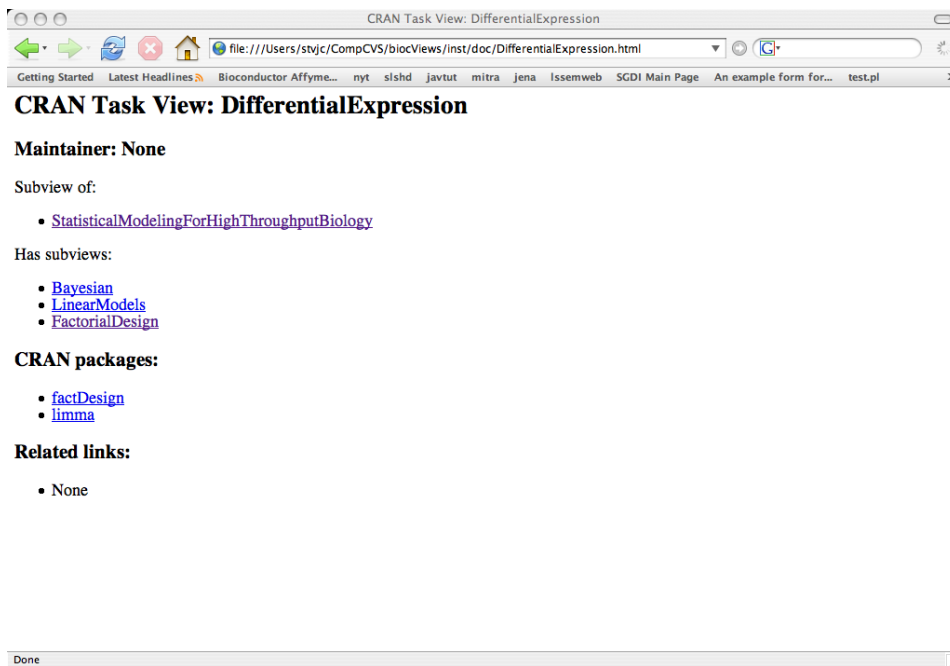 CRAN Task View: DifferentialExpression
file:///Users/stvjc/CompCVS/biocViews/inst/doc/DifferentialExpression.html
G
Getting Started Latest Headlines Bioconductor Affyme... nyt slshd javtut mitra jena lssemweb SGDI Main Page An example form for... test.pl
CRAN Task View: DifferentialExpression
Maintainer: None
Subview of:
• StatisticalModelingForHighThroughputBiology
Has subviews:
• Bayesian
• LinearModels
• FactorialDesign
CRAN packages:
• factDesign
• limma
Related links:
• None
Done